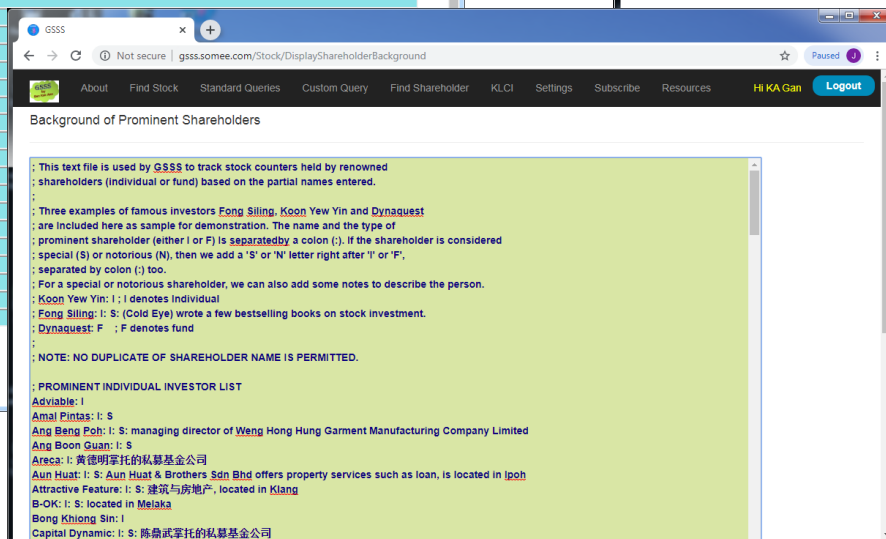 GSSS
Not secure | gsss.somee.com/Stock/DisplayShareholderBackground
Paused J
GSSS About Find Stock Standard Queries Custom Query Find Shareholder KLCI Settings Subscribe Resources Hi KA Gan Logout
Background of Prominent Shareholders
; This text file is used by GSSS to track stock counters held by renowned
; shareholders (individual or fund) based on the partial names entered.
;
; Three examples of famous investors Fong Siling, Koon Yew Yin and Dynaquest
; are included here as sample for demonstration. The name and the type of
; prominent shareholder (either I or F) is separatedby a colon (:). If the shareholder is considered
; special (S) or notorious (N), then we add a 'S' or 'N' letter right after 'I' or 'F',
; separated by colon (:) too.
; For a special or notorious shareholder, we can also add some notes to describe the person.
; Koon Yew Yin: I ; I denotes Individual
; Fong Siling: I: S: (Cold Eye) wrote a few bestselling books on stock investment.
; Dynaquest: F ; F denotes fund
;
; NOTE: NO DUPLICATE OF SHAREHOLDER NAME IS PERMITTED.
; PROMINENT INDIVIDUAL INVESTOR LIST
Adviable: I
Amal Pintas: I: S
Ang Beng Poh: I: S: managing director of Weng Hong Hung Garment Manufacturing Company Limited
Ang Boon Guan: I: S
Areca: I: 黄德明掌托的私募基金公司
Aun Huat: I: S: Aun Huat & Brothers Sdn Bhd offers property services such as loan, is located in Ipoh
Attractive Feature: I: S: 建筑与房地产, located in Klang
B-OK: I: S: located in Melaka
Bong Khiong Sin: I
Capital Dynamic: I: S: 陈鼎武掌托的私募基金公司